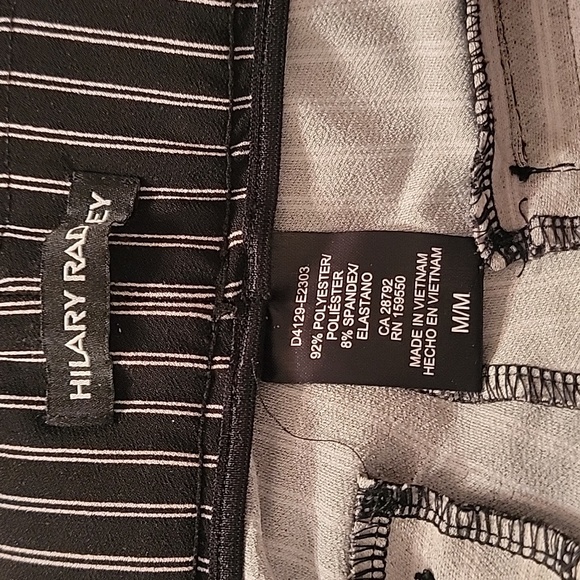 HILARY RADLEY
D4129-E2303
92% POLYESTER/
POLIESTER
8% SPANDEX/
ELASTANO
CA 28792
RN 159550
MADE IN VIETNAM
HECHO EN VIETNAM
M/M